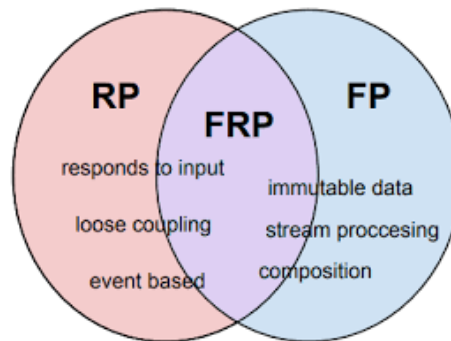 RP
FRP
FP
responds to input
loose coupling
event based
immutable data
stream proccesing
composition